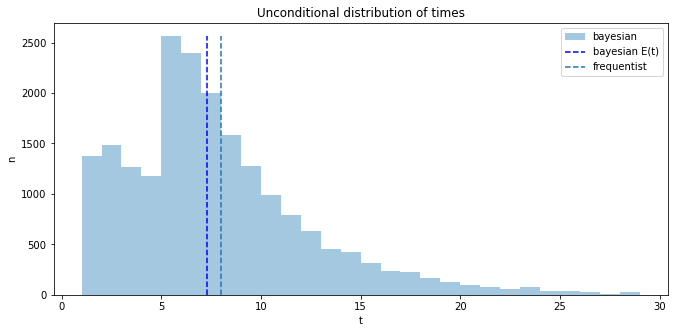 Unconditional distribution of times
bayesian
bayesian E(t)
frequentist
n
2500
2000
1500
1000
500
0
0 5 10 15 20 25 30
t